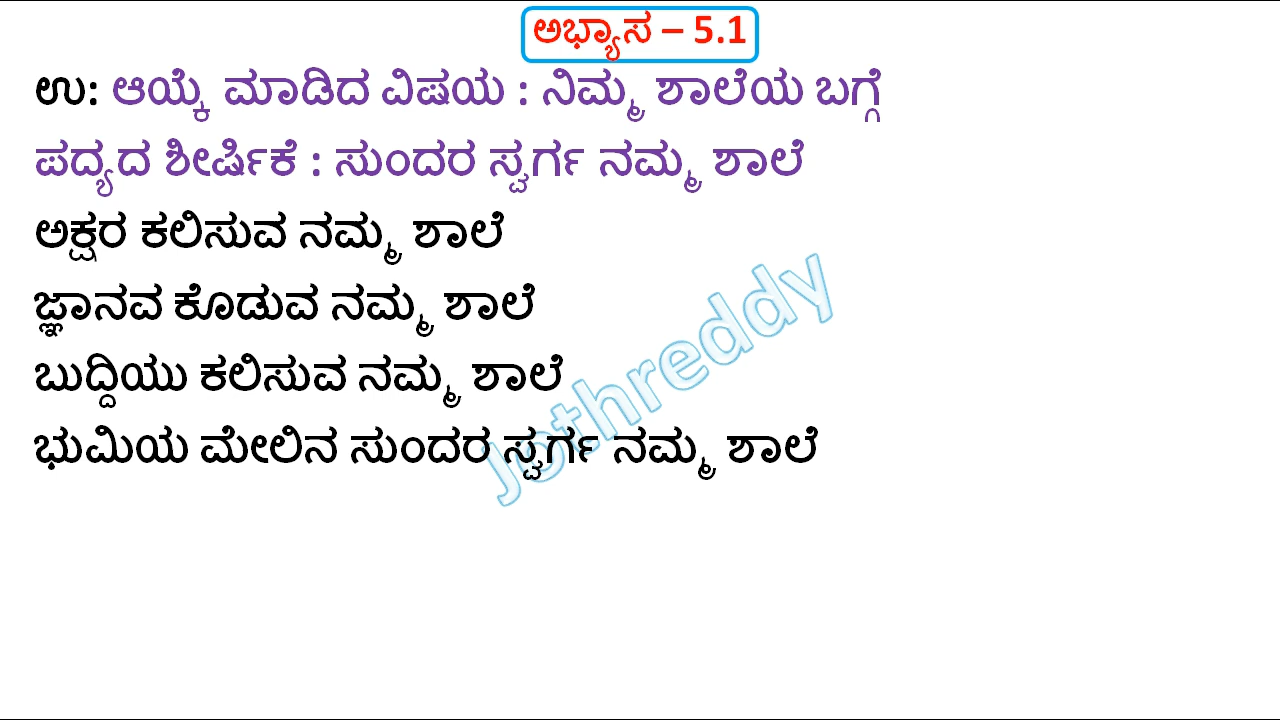 ಅಭ್ಯಾಸ – 5.1
ಉ: ಆಯ್ಕೆ ಮಾಡಿದ ವಿಷಯ : ನಿಮ್ಮ ಶಾಲೆಯ ಬಗ್ಗೆ
ಪದ್ಯದ ಶೀರ್ಷಿಕೆ : ಸುಂದರ ಸ್ವರ್ಗ ನಮ್ಮ ಶಾಲೆ
ಅಕ್ಷರ ಕಲಿಸುವ ನಮ್ಮ ಶಾಲೆ
ಜ್ಞಾನವ ಕೊಡುವ ನಮ್ಮ ಶಾಲೆ
ಬುದ್ದಿಯು ಕಲಿಸುವ ನಮ್ಮ ಶಾಲೆ
ಭುಮಿಯ ಮೇಲಿನ ಸುಂದರ ಸ್ವರ್ಗ ನಮ್ಮ ಶಾಲೆ
Jothreddy